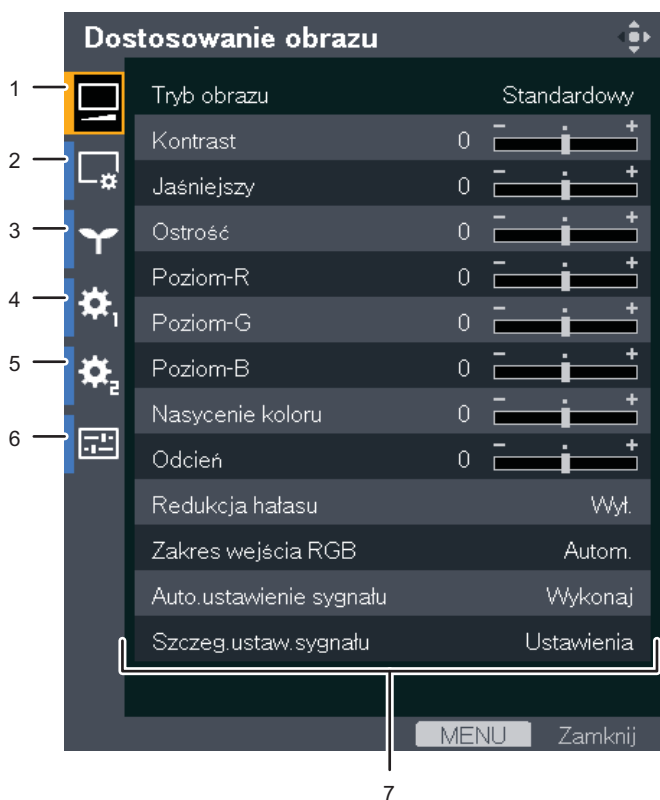 Dostosowanie obrazu
1
Tryb obrazu Standardowy
Kontrast 0 - +
2
Jaśniejszy 0 - +
3
Ostrość 0 - +
Poziom-R 0 - +
4
1
Poziom-G 0 - +
5
Poziom-B 0 - +
2
Nasycenie koloru 0 - +
6
Odcień 0 - +
Redukcja hałasu Wył.
Zakres wejścia RGB Autom.
Auto.ustawienie sygnału Wykonaj
Szczeg.ustaw.sygnału Ustawienia
MENU Zamknij
7